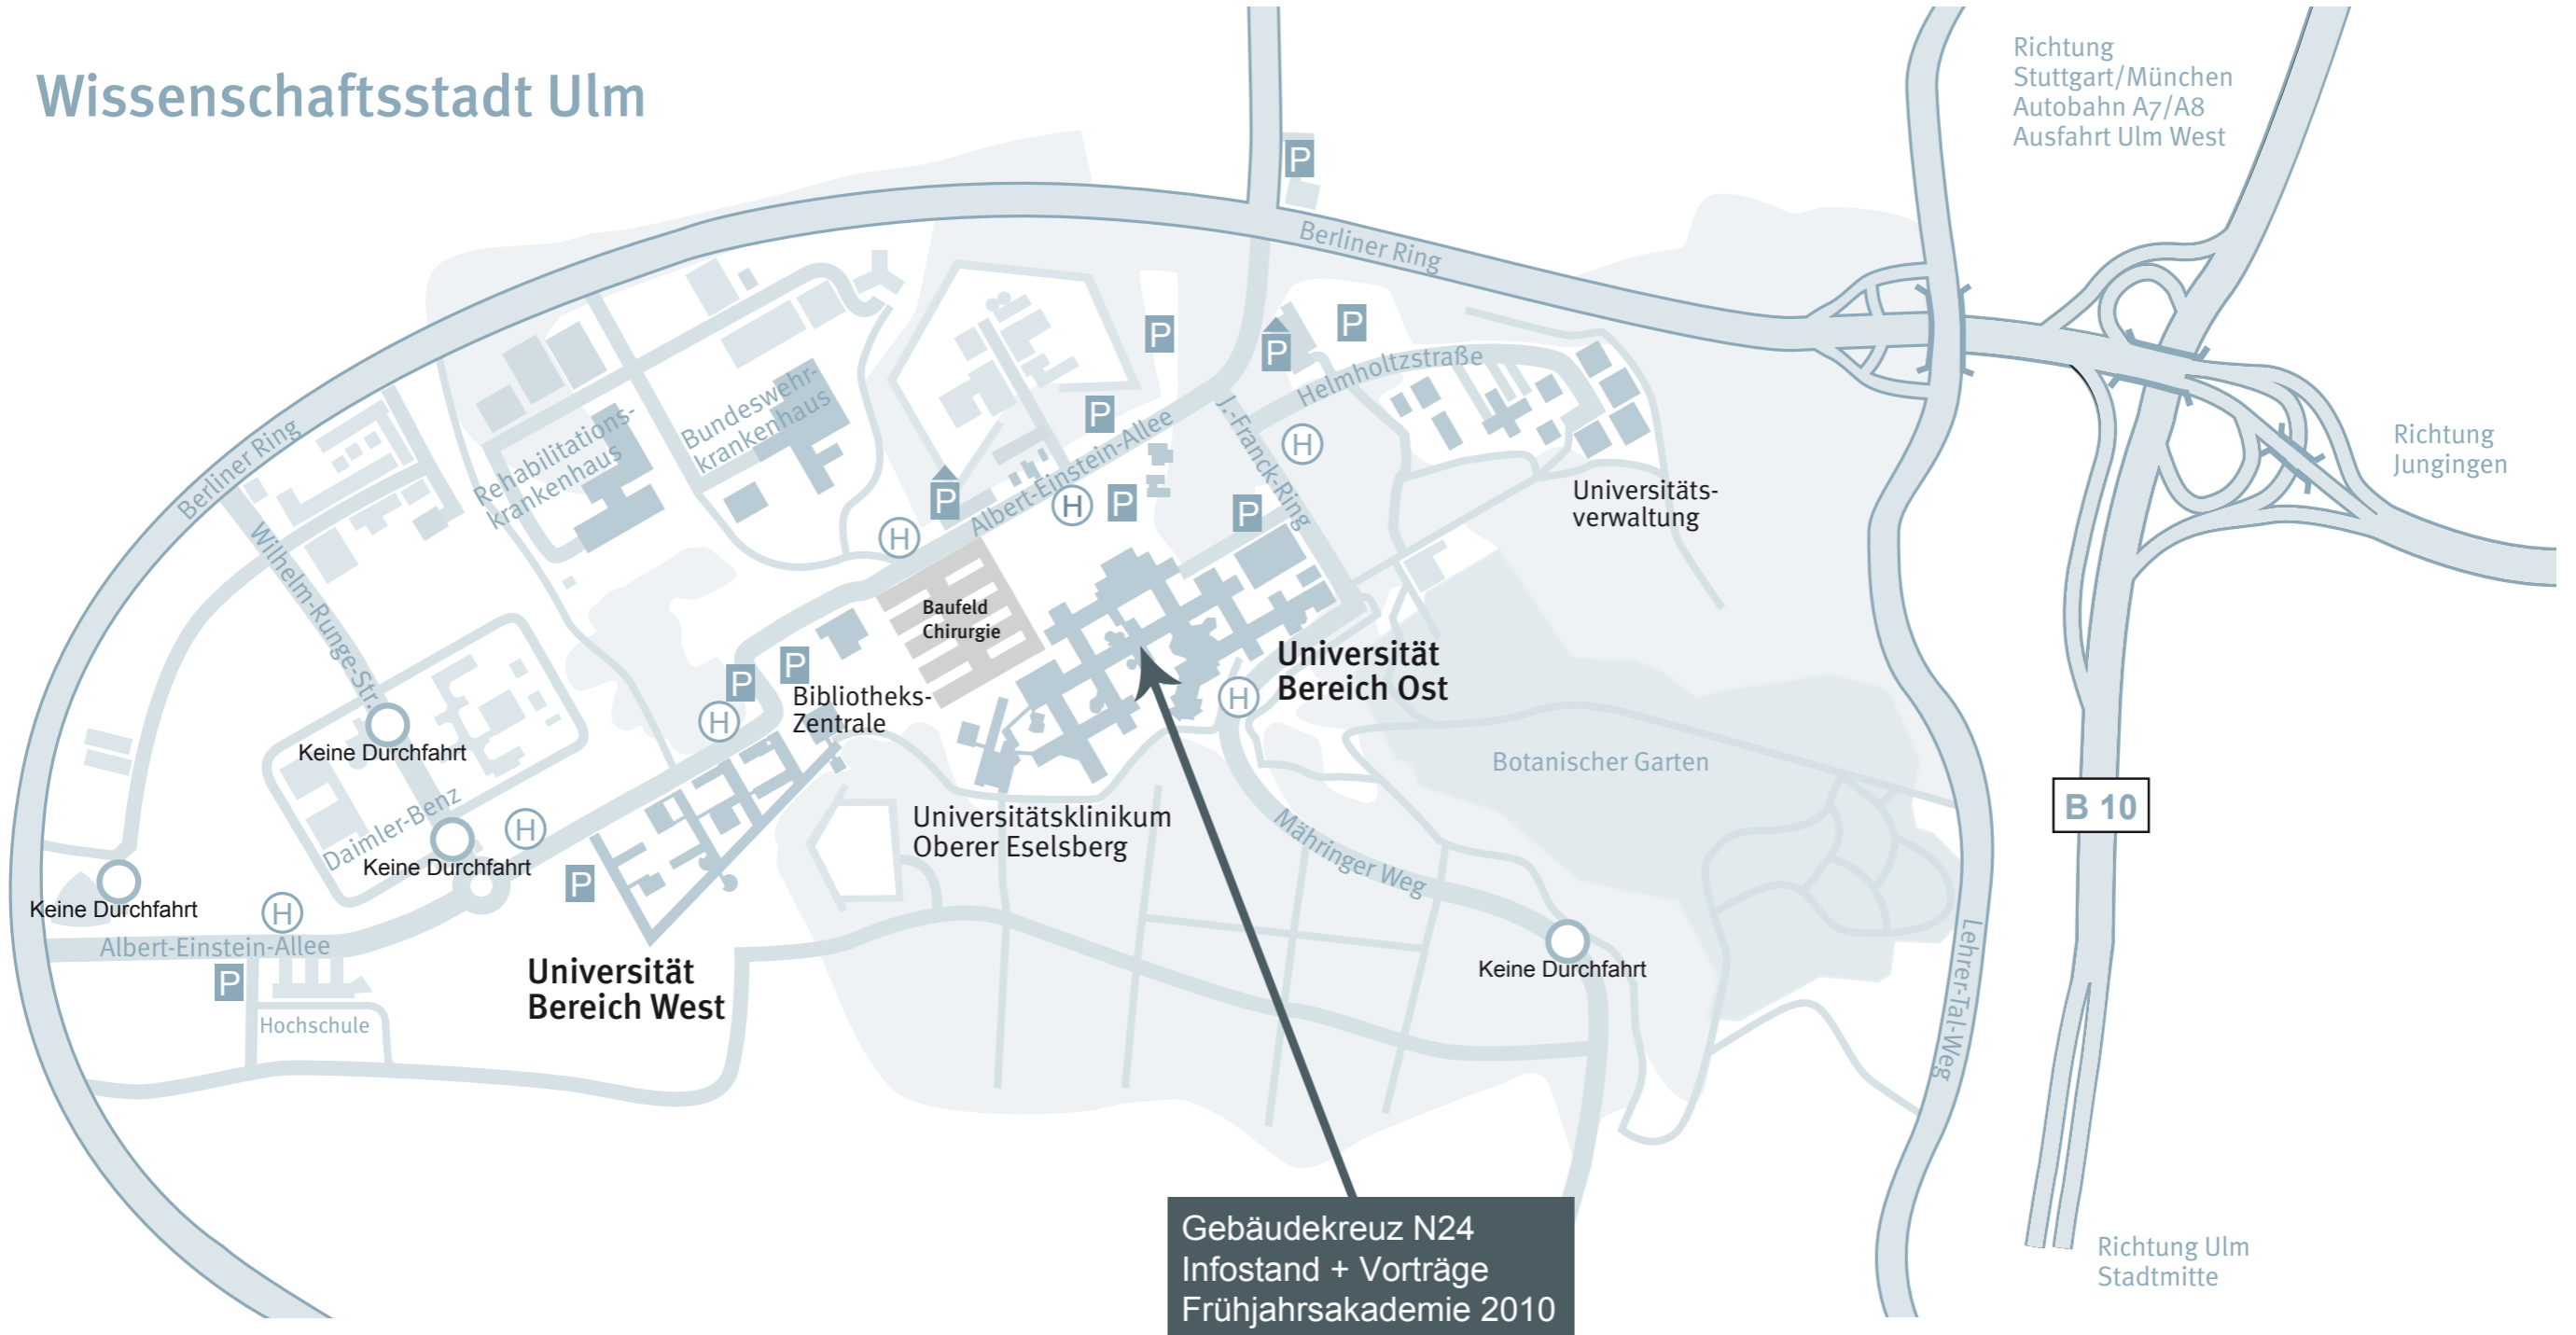 Wissenschaftsstadt Ulm
Richtung
Stuttgart/München
Autobahn A7/A8
Ausfahrt Ulm West
P
Berliner Ring
P
P
P
Helmholtzstraße
Bundeswehr-
krankenhaus
Rehabilitations-
krankenhaus
Berliner Ring
P
Albert-Einstein-Allee
J.-Franck-Ring
H
Richtung
Jungingen
P
H
P
P
H
Universitäts-
verwaltung
Wilhelm-Runge-Str.
Baufeld
Chirurgie
Universität
Bereich Ost
P
P
H
H
Bibliotheks-
Zentrale
Keine Durchfahrt
Botanischer Garten
B 10
Daimler-Benz
H
Keine Durchfahrt
Universitätsklinikum
Oberer Eselsberg
Mähringer Weg
P
Keine Durchfahrt
H
Albert-Einstein-Allee
P
Universität
Bereich West
Hochschule
Keine Durchfahrt
Lehrer-Tal-Weg
Gebäudekreuz N24
Infostand + Vorträge
Frühjahrsakademie 2010
Richtung Ulm
Stadtmitte